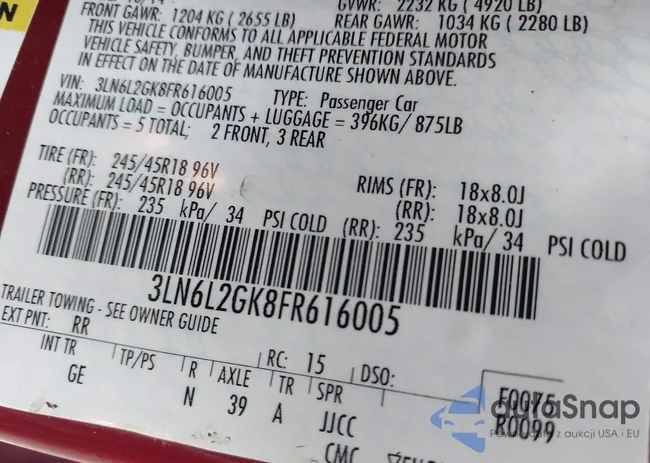 N
GVWR: 2232 KG ( 4920 LB)
FRONT GAWR: 1204 KG ( 2655 LB) REAR GAWR: 1034 KG ( 2280 LB)
THIS VEHICLE CONFORMS TO ALL APPLICABLE FEDERAL MOTOR
VEHICLE SAFETY, BUMPER, AND THEFT PREVENTION STANDARDS
IN EFFECT ON THE DATE OF MANUFACTURE SHOWN ABOVE.
VIN: 3LN6L2GK8FR616005 TYPE: Passenger Car
MAXIMUM LOAD = OCCUPANTS + LUGGAGE = 396KG/ 875LB
OCCUPANTS = 5 TOTAL; 2 FRONT, 3 REAR
TIRE (FR): 245/45R18 96V RIMS (FR): 18x8.0J
(RR): 245/45R18 96V (RR): 18x8.0J
PRESSURE (FR): 235 kPa/ 34 PSI COLD (RR): 235 kPa/ 34 PSI COLD
3LN6L2GK8FR616005
TRAILER TOWING - SEE OWNER GUIDE
EXT PNT: RR RC: 15 DSO:
INT TR TP/PS R AXLE TR SPR
GE N 39 A JJCC
CMC
F0075
R0099
autaSnap
aukcji USA i EU